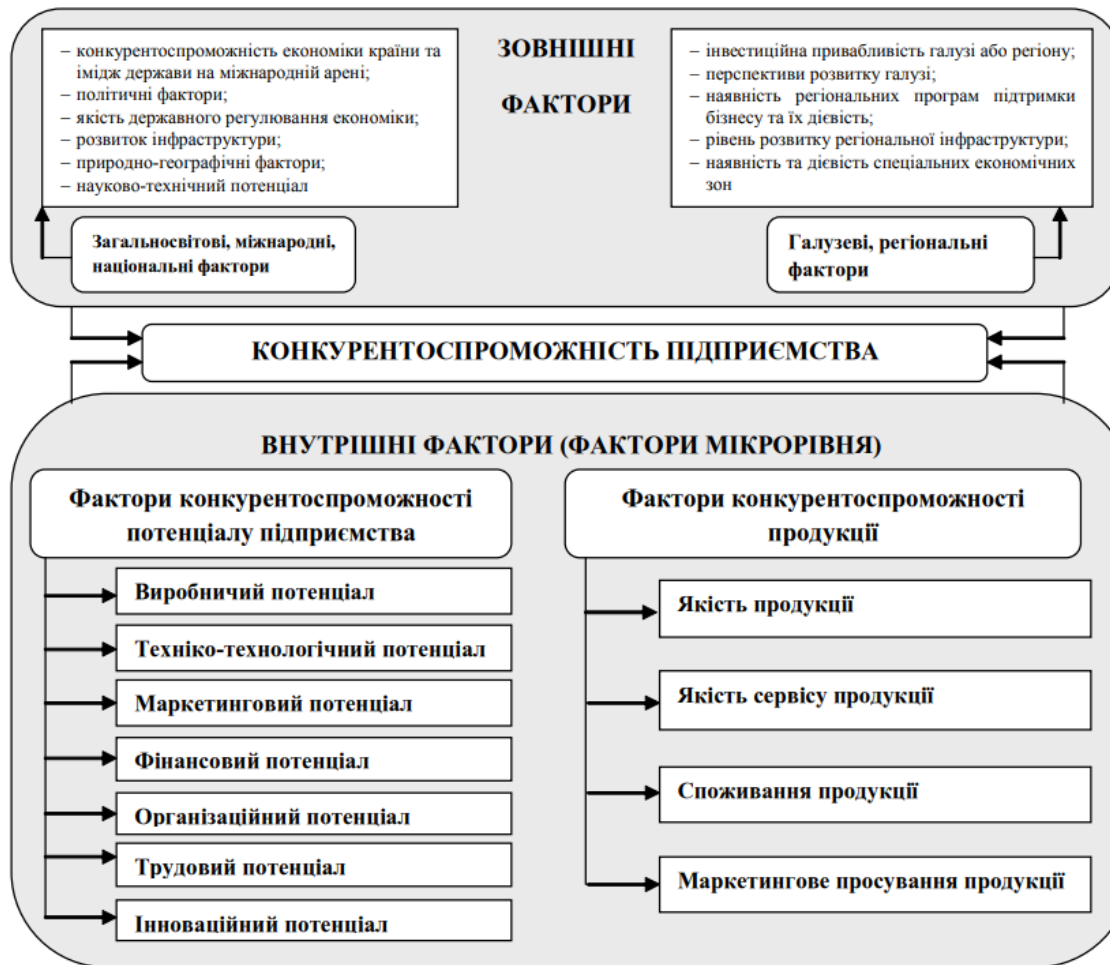 ЗОВНІШНІ
ФАКТОРИ
– конкурентоспроможність економіки країни та
імідж держави на міжнародній арені;
– політичні фактори;
– якість державного регулювання економіки;
– розвиток інфраструктури;
– природно-географічні фактори;
– науково-технічний потенціал
Загальносвітові, міжнародні,
національні фактори
– інвестиційна привабливість галузі або регіону;
– перспективи розвитку галузі;
– наявність регіональних програм підтримки
бізнесу та їх дієвість;
– рівень розвитку регіональної інфраструктури;
– наявність та дієвість спеціальних економічних
зон
Галузеві, регіональні
фактори
КОНКУРЕНТОСПРОМОЖНІСТЬ ПІДПРИЄМСТВА
ВНУТРІШНІ ФАКТОРИ (ФАКТОРИ МІКРОРІВНЯ)
Фактори конкурентоспроможності
потенціалу підприємства
Виробничий потенціал
Техніко-технологічний потенціал
Маркетинговий потенціал
Фінансовий потенціал
Організаційний потенціал
Трудовий потенціал
Інноваційний потенціал
Фактори конкурентоспроможності
продукції
Якість продукції
Якість сервісу продукції
Споживання продукції
Маркетингове просування продукції